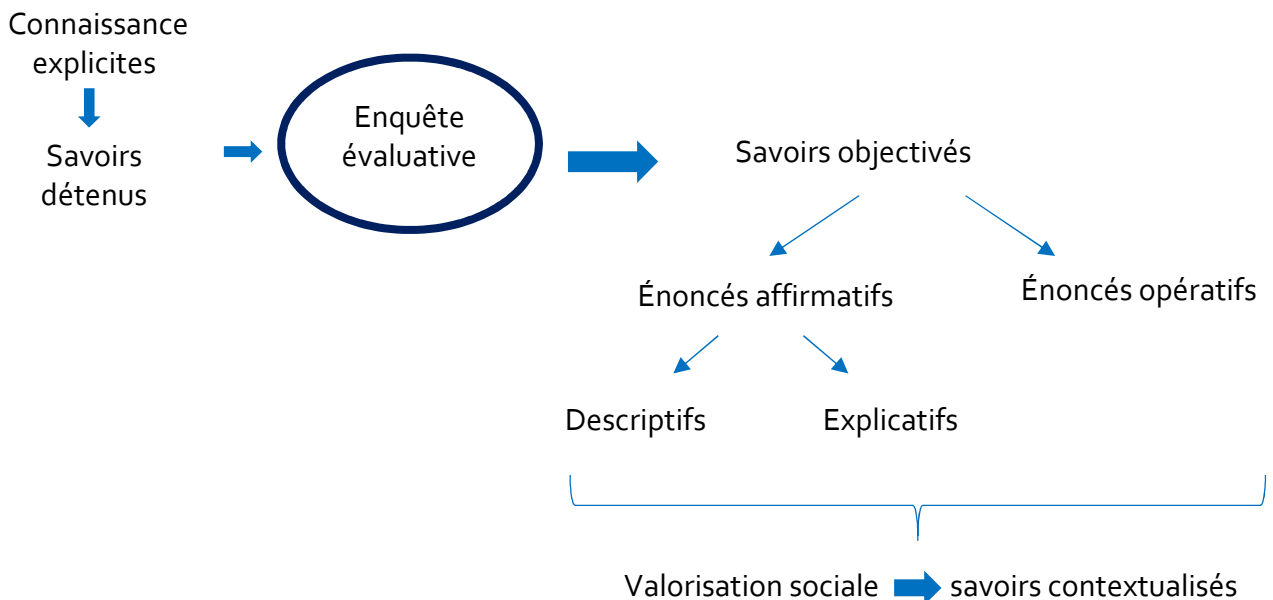 Connaissance
explicites
Savoirs
détenus
Enquête
évaluative
Savoirs objectivés
Énoncés affirmatifs
Énoncés opératifs
Descriptifs
Explicatifs
Valorisation sociale
savoirs contextualisés